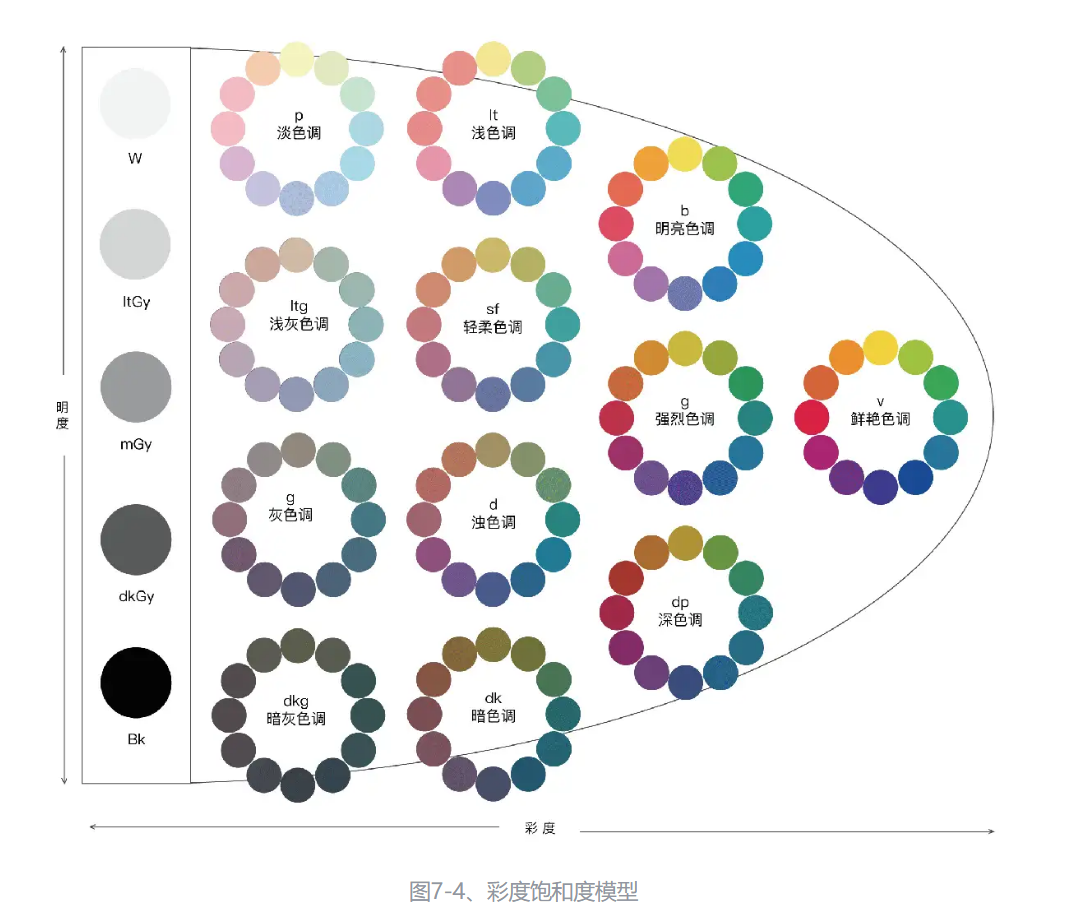 W
ltGy
mGy
dkGy
Bk
明
度
p
淡色调
lt
浅色调
b
明亮色调
ltg
浅灰色调
sf
轻柔色调
g
强烈色调
v
鲜艳色调
g
灰色调
d
浊色调
dp
深色调
dkg
暗灰色调
dk
暗色调
彩度
图7-4、彩度饱和度模型